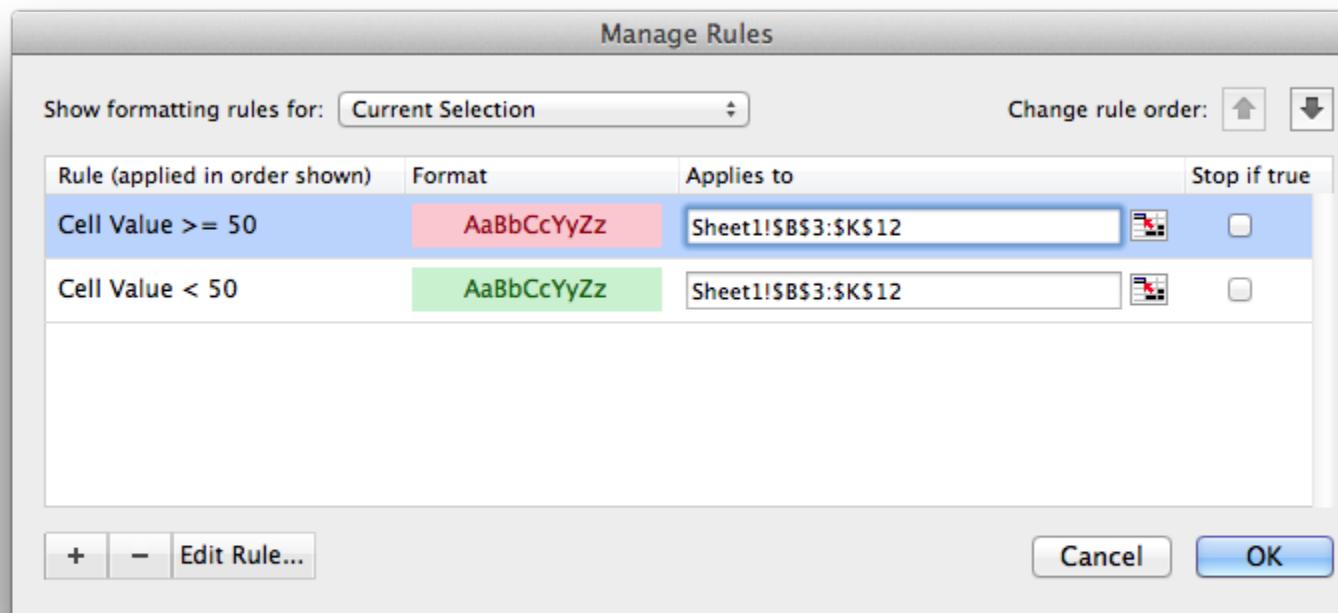 Manage Rules
Show formatting rules for: Current Selection Change rule order:
Rule (applied in order shown) Format Applies to Stop if true
Cell Value >= 50 AaBbCcYyZz Sheet1!$B$3:$K$12
Cell Value < 50 AaBbCcYyZz Sheet1!$B$3:$K$12
+ − Edit Rule... Cancel OK